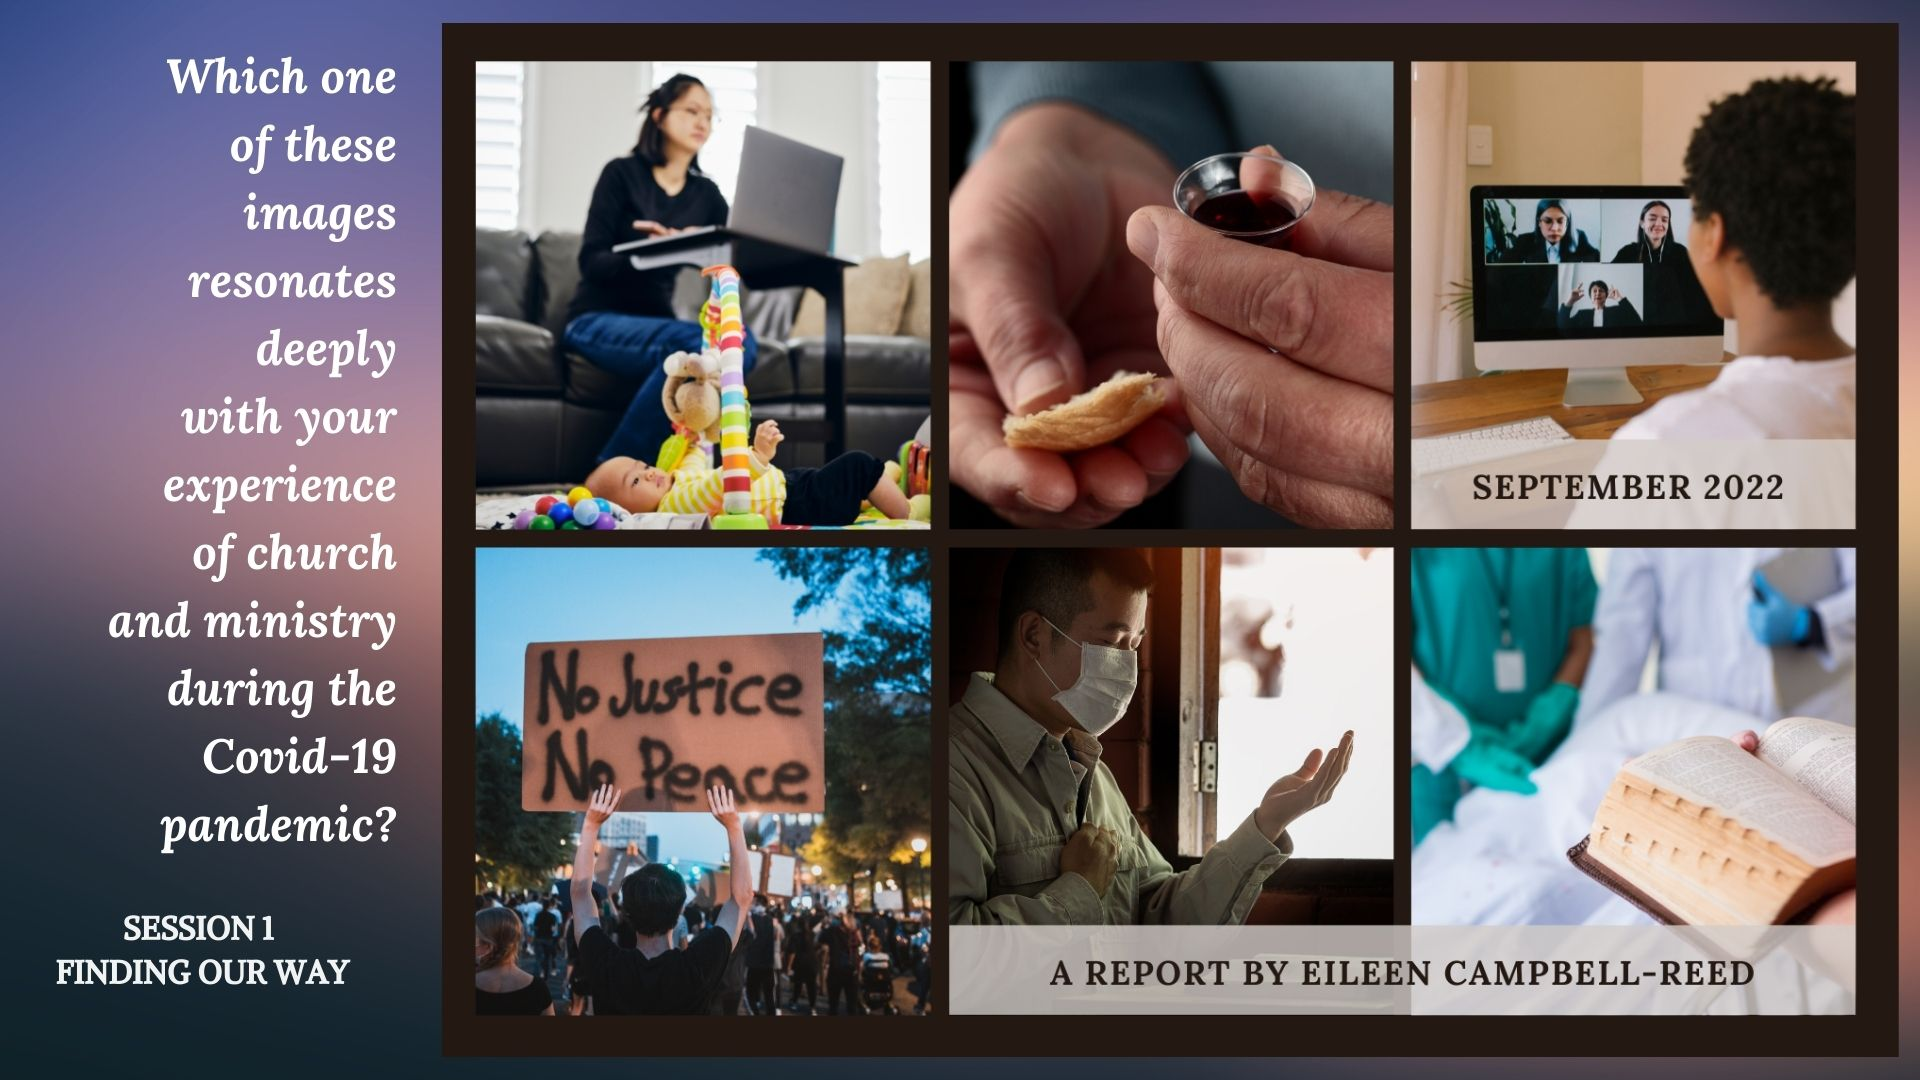 Which one
of these
images
resonates
deeply
with your
experience
of church
and ministry
during the
Covid-19
pandemic?
SESSION 1
FINDING OUR WAY
SEPTEMBER 2022
No Justice
No Peace
A REPORT BY EILEEN CAMPBELL-REED